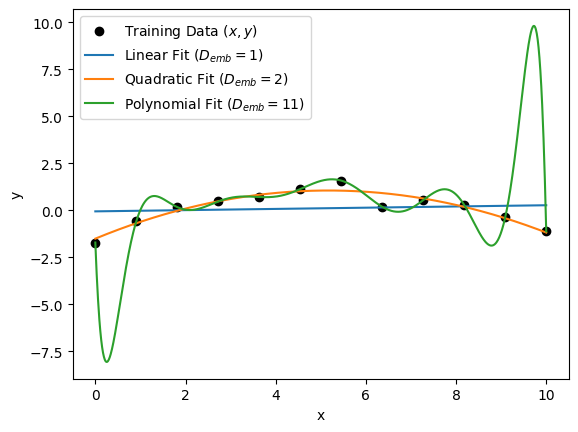 Training Data (x, y)
Linear Fit (D_emb = 1)
Quadratic Fit (D_emb = 2)
Polynomial Fit (D_emb = 11)
10.0
7.5
5.0
2.5
0.0
−2.5
−5.0
−7.5
y
0 2 4 6 8 10
x